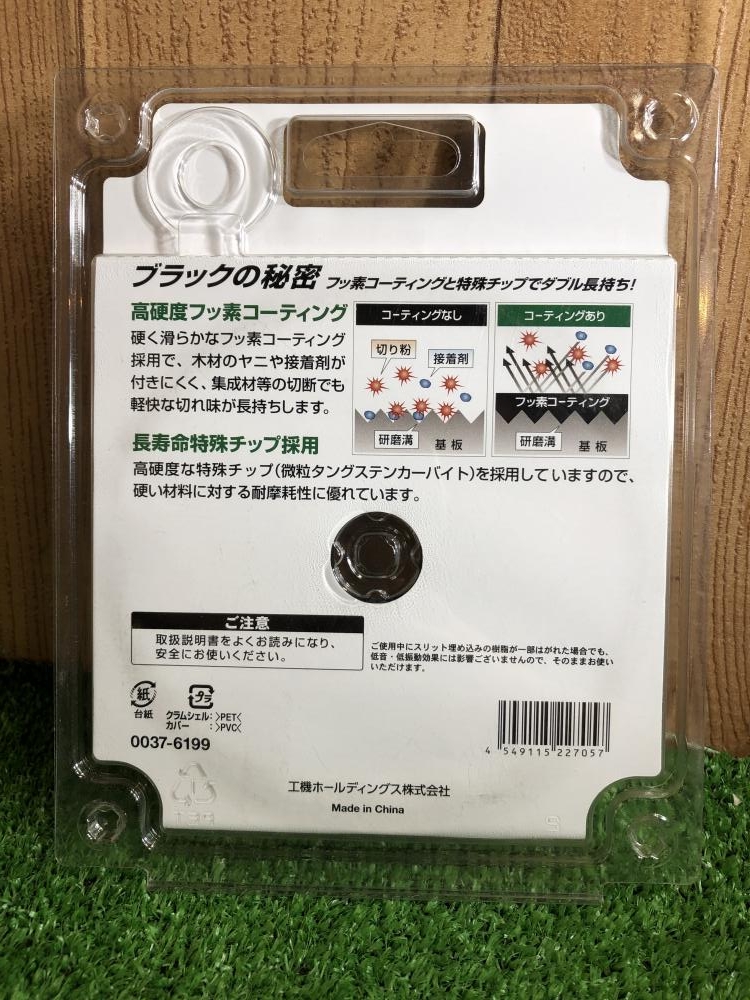 ブラックの秘密 フッ素コーティングと特殊チップでダブル長持ち!
高硬度フッ素コーティング
硬く滑らかなフッ素コーティング
採用で、木材のヤニや接着剤が
付きにくく、集成材等の切断でも
軽快な切れ味が長持ちします。
コーティングなし
切り粉
接着剤
研磨溝
基板
コーティングあり
フッ素コーティング
研磨溝
基板
長寿命特殊チップ採用
高硬度な特殊チップ(微粒タングステンカーバイト)を採用していますので、
硬い材料に対する耐摩耗性に優れています。
ご注意
取扱説明書をよくお読みになり、
安全にお使いください。
ご使用中にスリット埋め込みの樹脂が一部はがれた場合でも、
低音・低振動効果には影響ございませんので、そのままお使い
いただけます。
紙
台紙
プラ
クラムシェル:>PET<
カバー :>PVC<
0037-6199
4 549115 227057
工機ホールディングス株式会社
Made in China